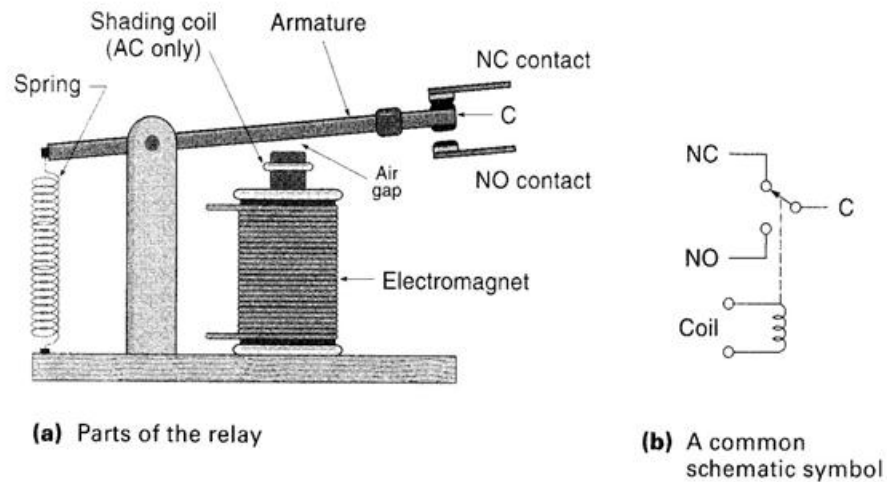 Shading coil
(AC only)
Armature
NC contact
Spring
C
Air
gap
NO contact
Electromagnet
NC
C
NO
Coil
(a) Parts of the relay
(b) A common
schematic symbol